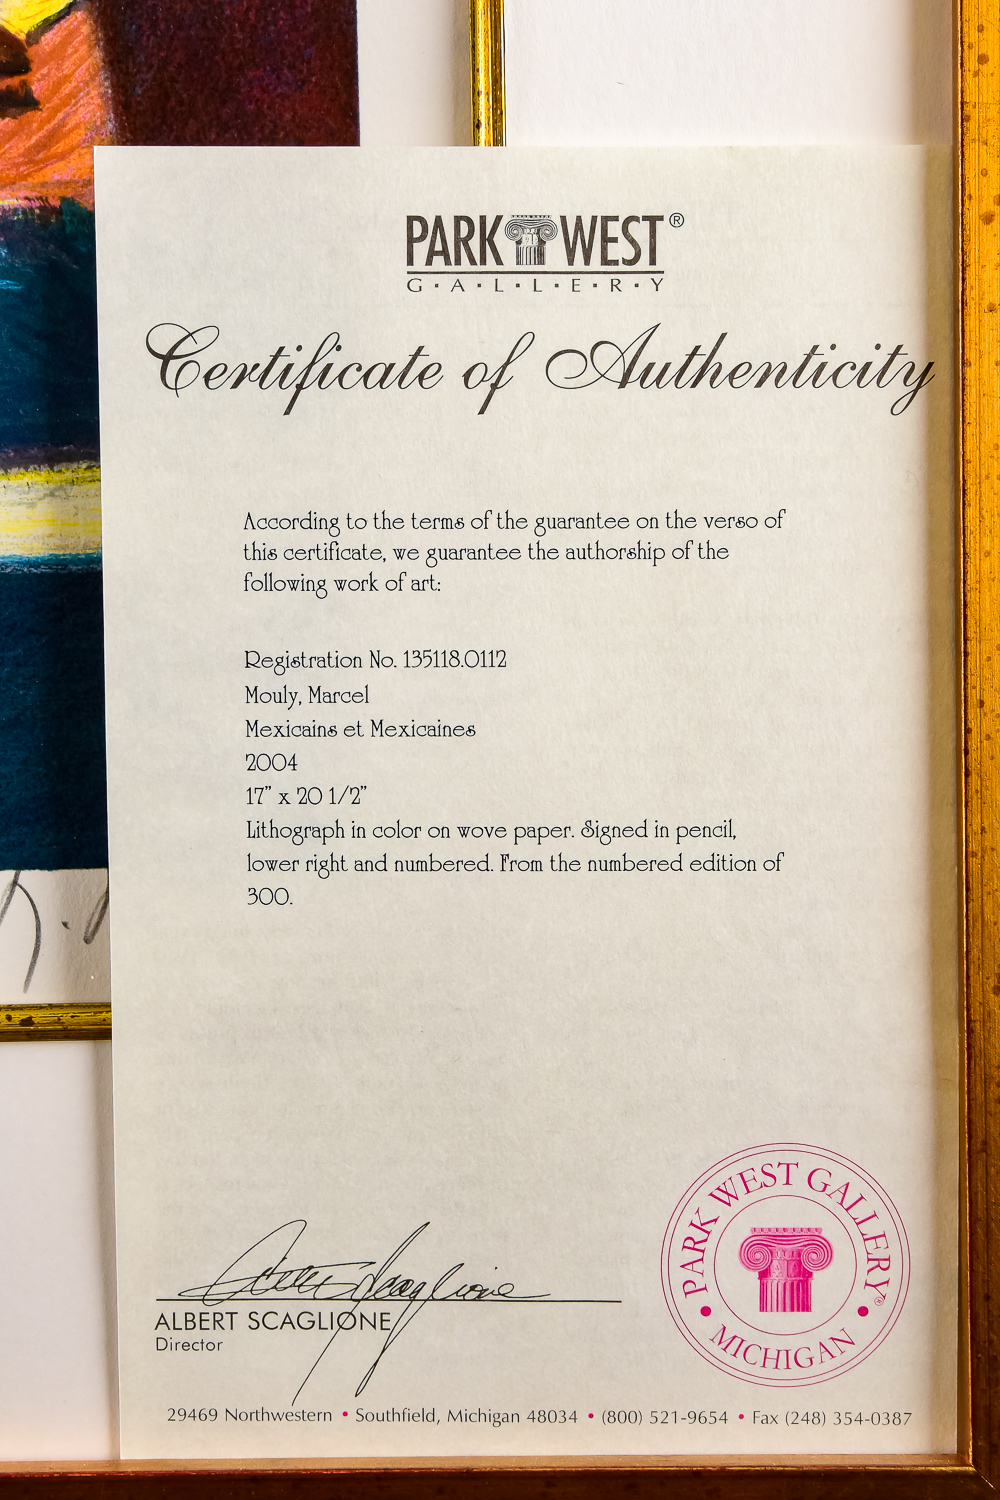 PARK WEST®
G·A·L·L·E·R·Y
Certificate of Authenticity
According to the terms of the guarantee on the verso of
this certificate, we guarantee the authorship of the
following work of art:
Registration No. 135118.0112
Mouly, Marcel
Mexicains et Mexicaines
2004
17" x 20 1/2"
Lithograph in color on wove paper. Signed in pencil,
lower right and numbered. From the numbered edition of
300.
ALBERT SCAGLIONE
Director
PARK WEST GALLERY®
• MICHIGAN •
29469 Northwestern • Southfield, Michigan 48034 • (800) 521-9654 • Fax (248) 354-0387